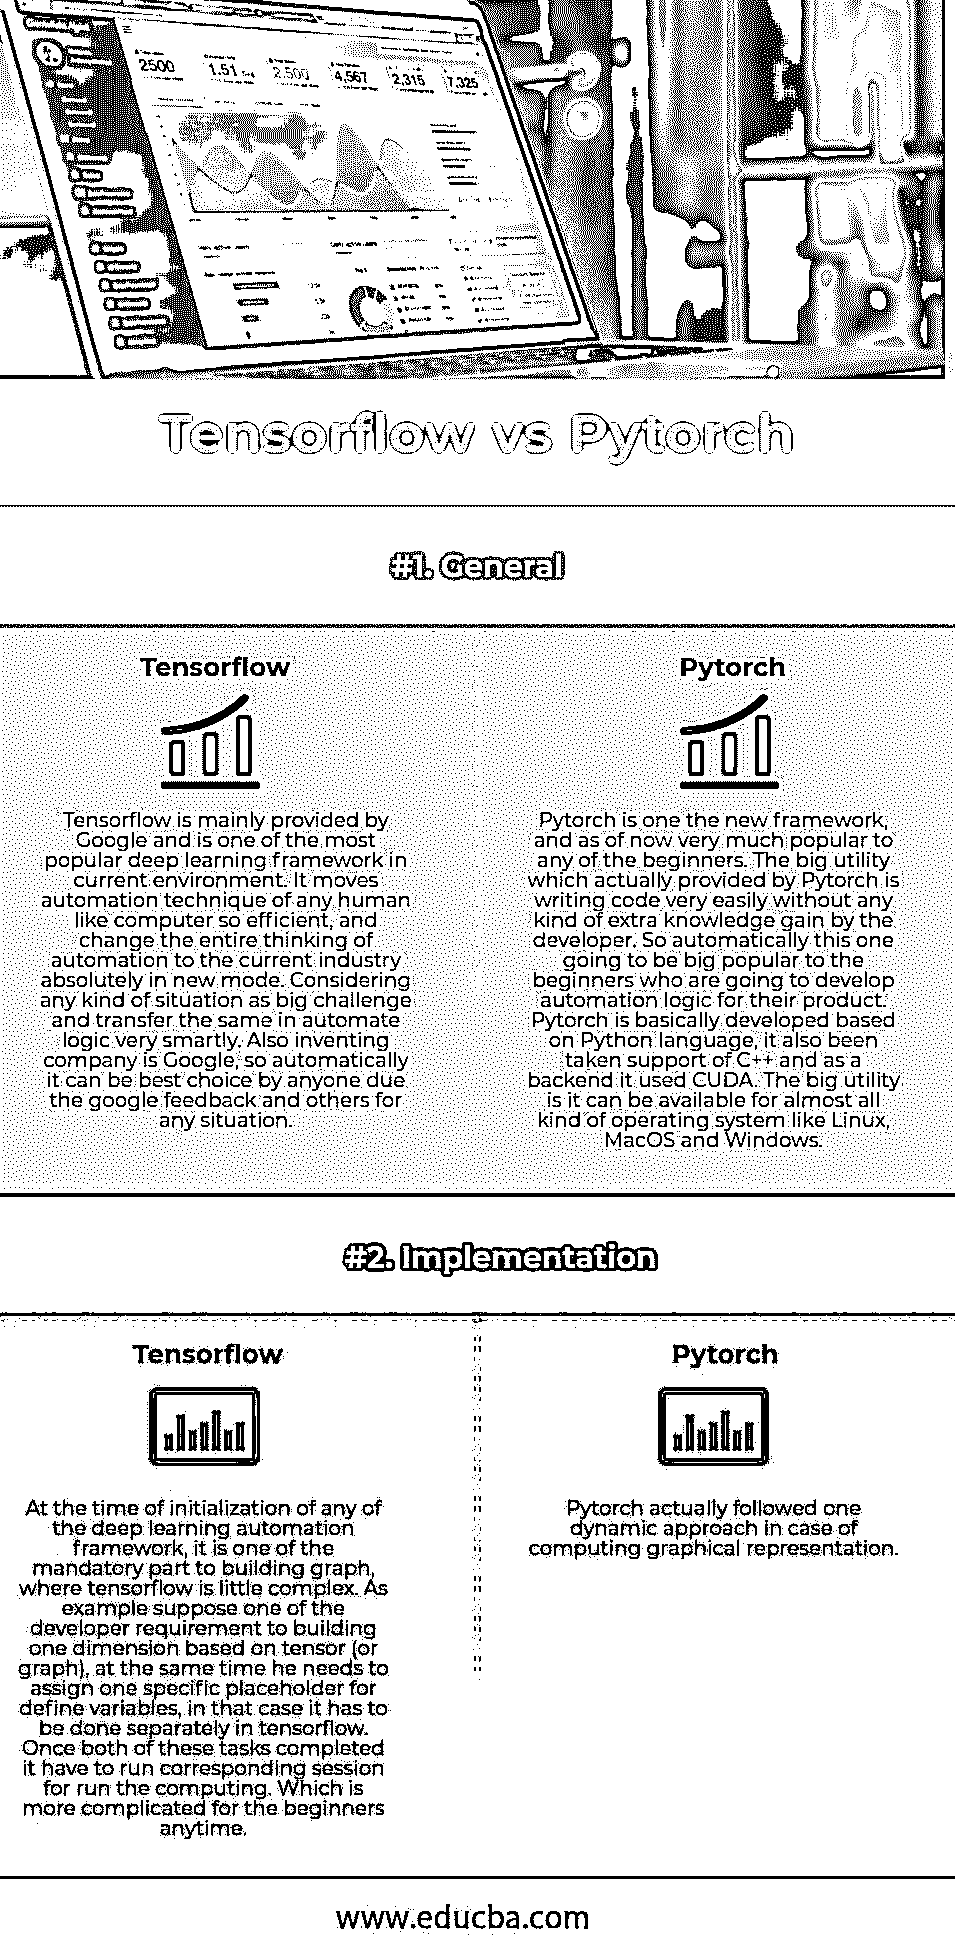 2500
1.51
2,500
4,567
2,315
7,325
Tensorflow vs Pytorch
#1. General
Tensorflow
Tensorflow is mainly provided by
Google and is one of the most
popular deep learning framework in
current environment. It moves
automation technique of any human
like computer so efficient, and
change the entire thinking of
automation to the current industry
absolutely in new mode. Considering
any kind of situation as big challenge
and transfer the same in automate
logic very smartly. Also inventing
company is Google, so automatically
it can be best choice by anyone due
the google feedback and others for
any situation.
Pytorch
Pytorch is one the new framework,
and as of now very much popular to
any of the beginners. The big utility
which actually provided by Pytorch is
writing code very easily without any
kind of extra knowledge gain by the
developer. So automatically this one
going to be big popular to the
beginners who are going to develop
automation logic for their product.
Pytorch is basically developed based
on Python language, it also been
taken support of C++ and as a
backend it used CUDA. The big utility
is it can be available for almost all
kind of operating system like Linux,
MacOS and Windows.
#2. Implementation
Tensorflow
At the time of initialization of any of
the deep learning automation
framework, it is one of the
mandatory part to building graph,
where tensorflow is little complex. As
example suppose one of the
developer requirement to building
one dimension based on tensor (or
graph), at the same time he needs to
assign one specific placeholder for
define variables, in that case it has to
be done separately in tensorflow.
Once both of these tasks completed
it have to run corresponding session
for run the computing. Which is
more complicated for the beginners
anytime.
Pytorch
Pytorch actually followed one
dynamic approach in case of
computing graphical representation.
www.educba.com